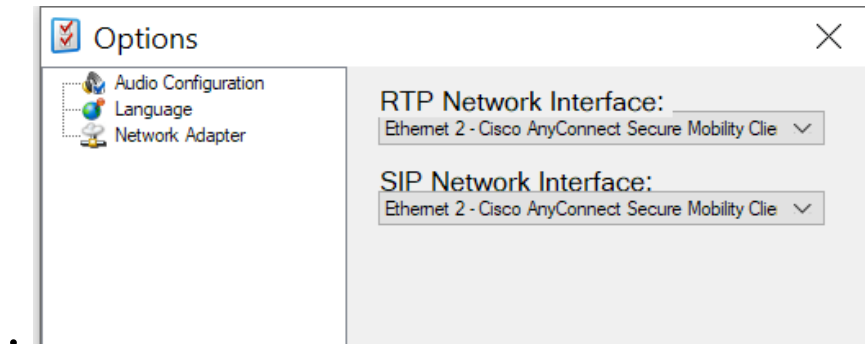 Options
Audio Configuration
Language
Network Adapter
RTP Network Interface:
Ethernet 2 - Cisco AnyConnect Secure Mobility Clie
SIP Network Interface:
Ethernet 2 - Cisco AnyConnect Secure Mobility Clie